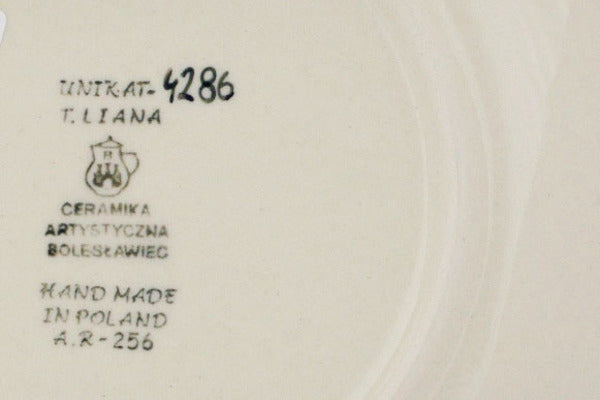 UNIKAT-4286
T. LIANA
R
CERAMIKA
ARTYSTYCZNA
BOLESŁAWIEC
HAND MADE
IN POLAND
A.R-256